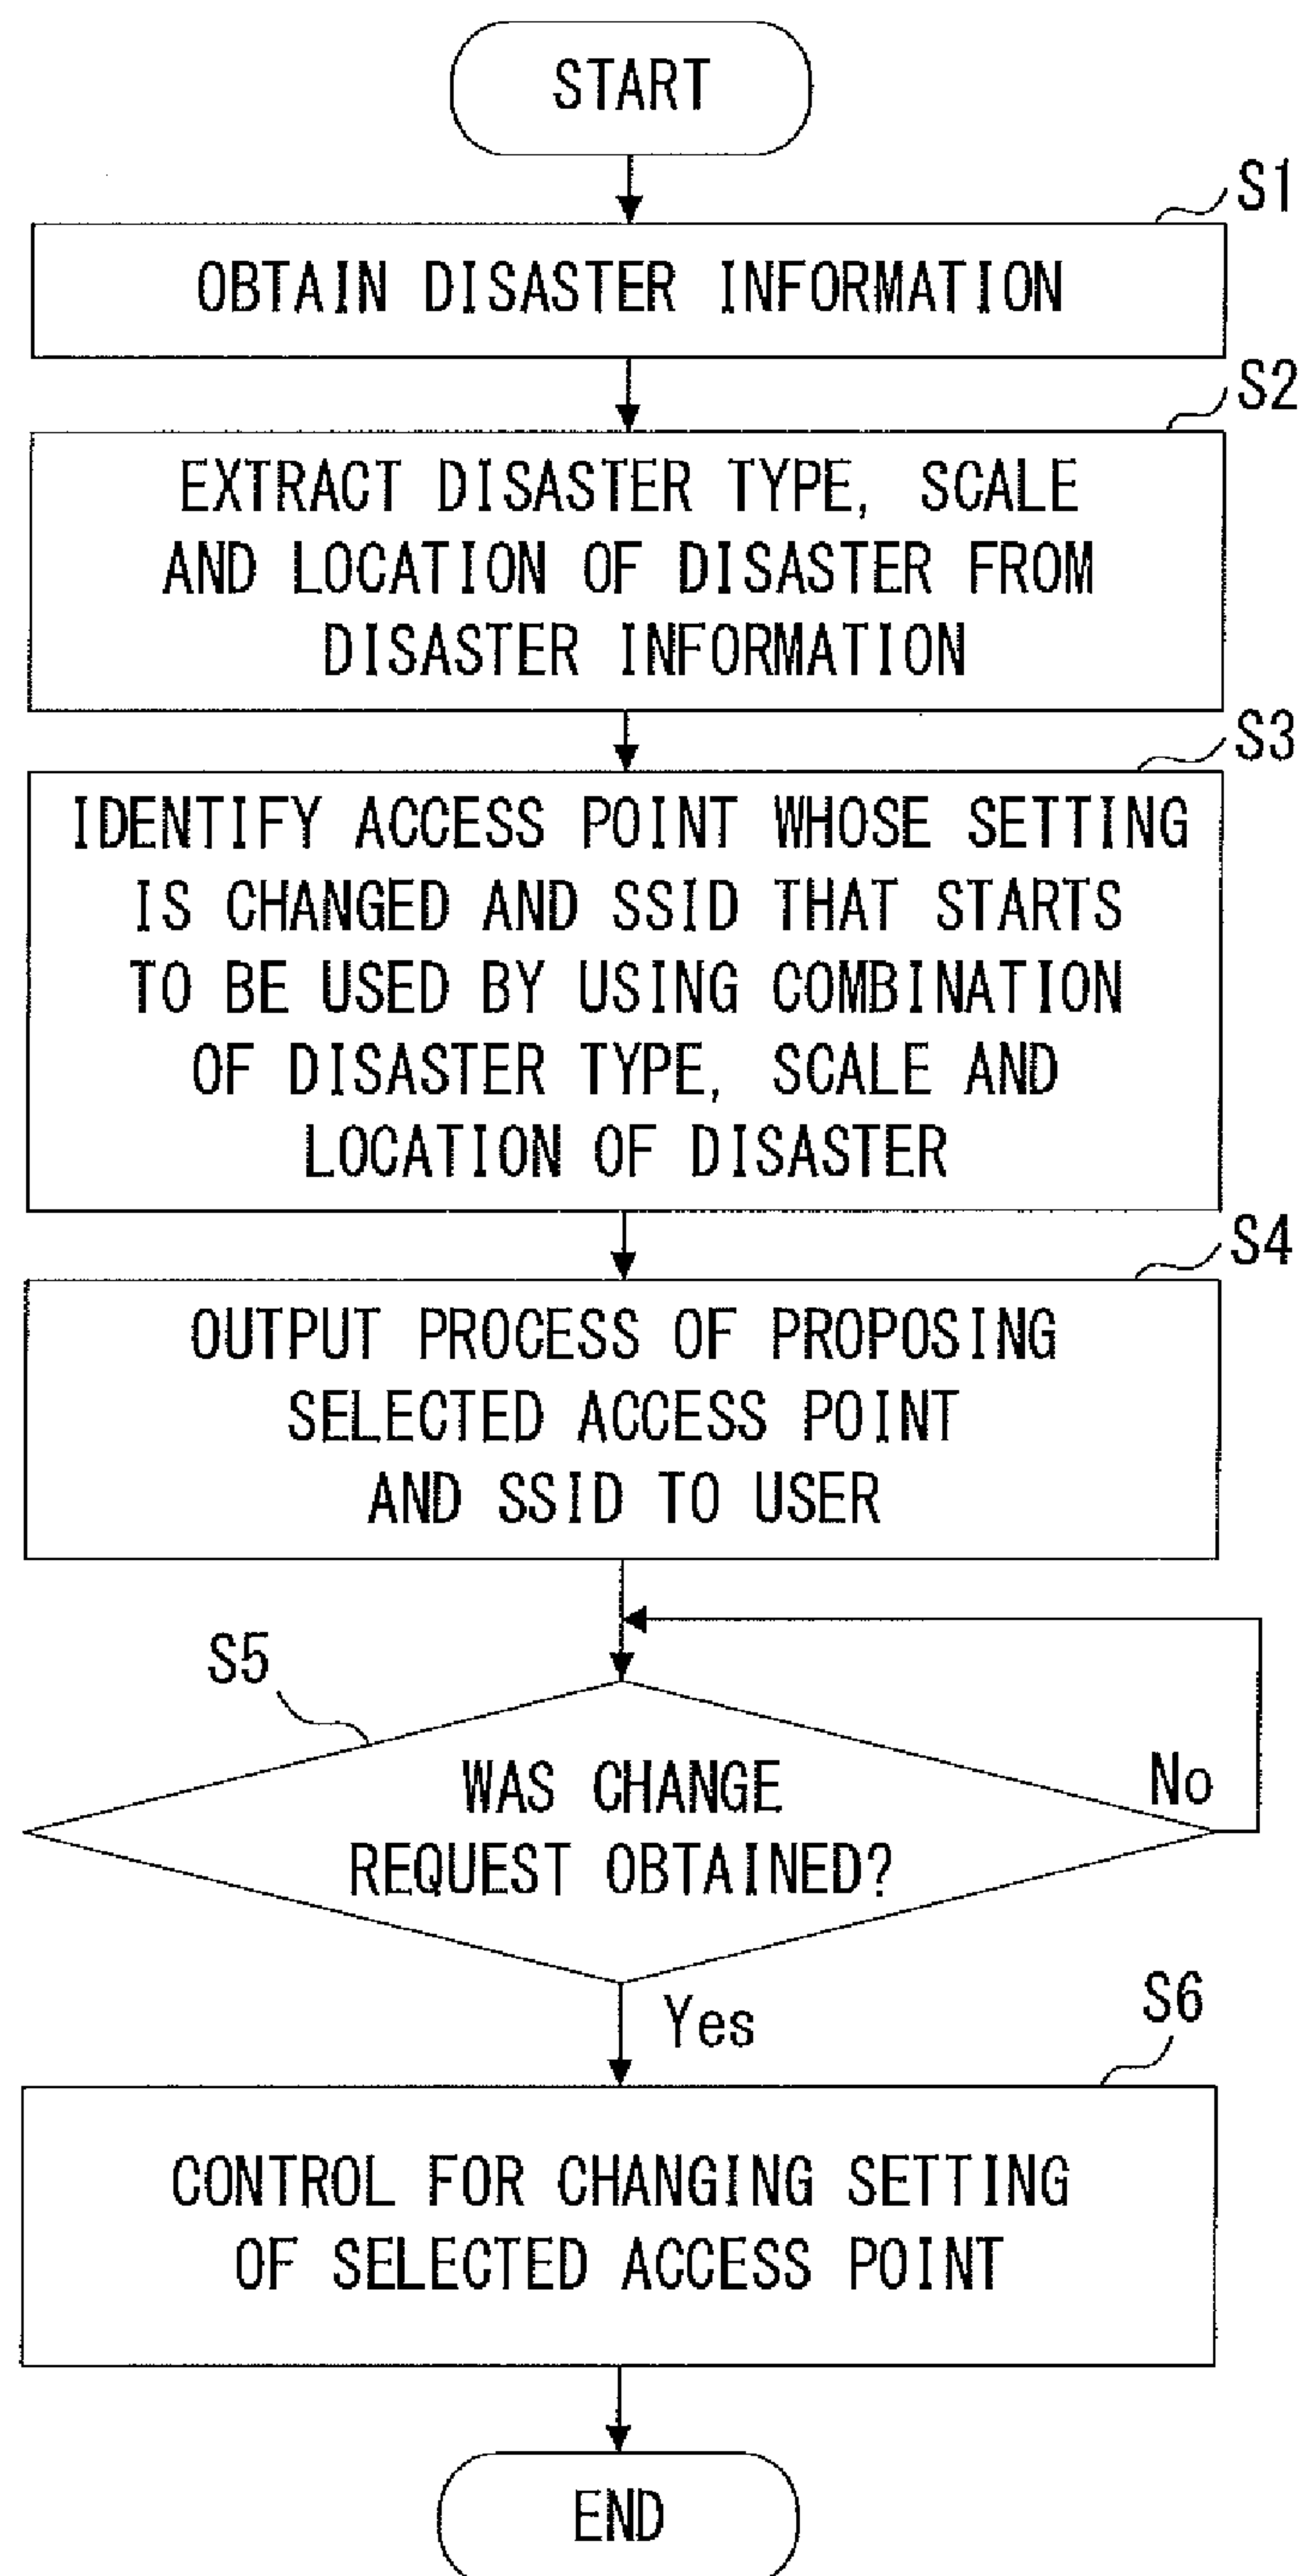 START
S1
OBTAIN DISASTER INFORMATION
S2
EXTRACT DISASTER TYPE, SCALE
AND LOCATION OF DISASTER FROM
DISASTER INFORMATION
S3
IDENTIFY ACCESS POINT WHOSE SETTING
IS CHANGED AND SSID THAT STARTS
TO BE USED BY USING COMBINATION
OF DISASTER TYPE, SCALE AND
LOCATION OF DISASTER
S4
OUTPUT PROCESS OF PROPOSING
SELECTED ACCESS POINT
AND SSID TO USER
S5
WAS CHANGE
REQUEST OBTAINED?
No
Yes
S6
CONTROL FOR CHANGING SETTING
OF SELECTED ACCESS POINT
END